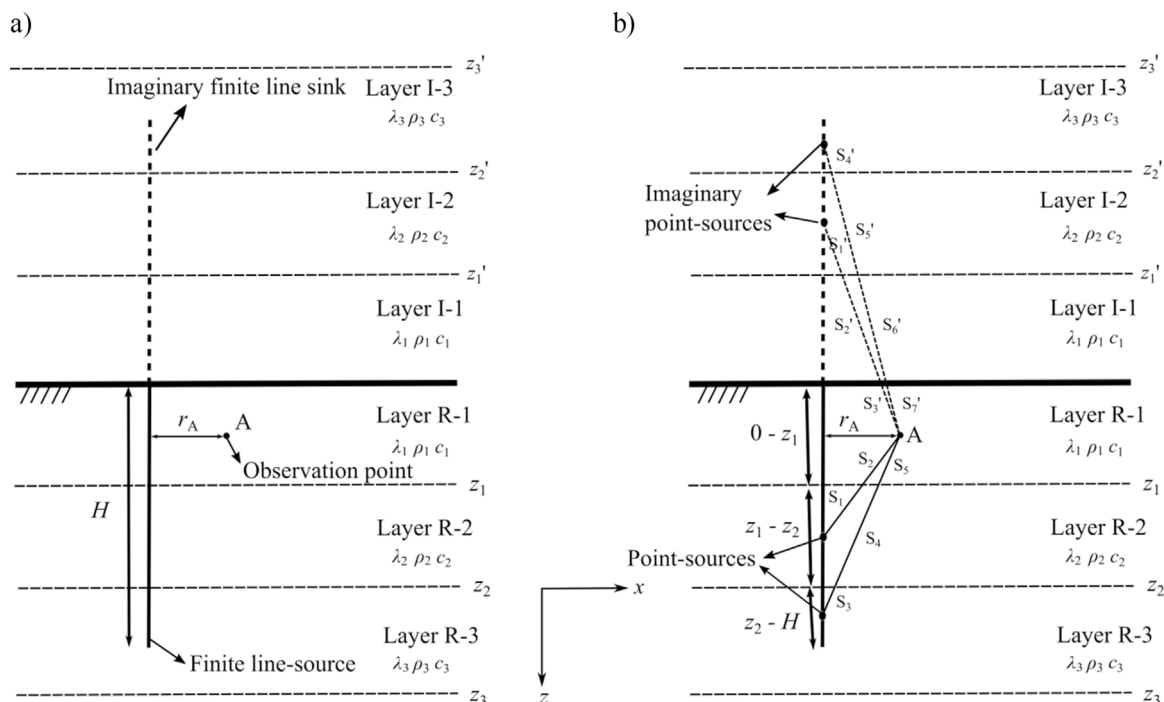 a)
z₃'
Imaginary finite line sink
Layer I-3
λ₃ ρ₃ c₃
z₂'
Layer I-2
λ₂ ρ₂ c₂
z₁'
Layer I-1
λ₁ ρ₁ c₁
Layer R-1
r_A
A
λ₁ ρ₁ c₁
Observation point
z₁
H
Layer R-2
λ₂ ρ₂ c₂
z₂
Layer R-3
Finite line-source
λ₃ ρ₃ c₃
z₃
x
z
b)
z₃'
Layer I-3
λ₃ ρ₃ c₃
S₄'
z₂'
Imaginary
point-sources
Layer I-2
S₁'
S₅'
λ₂ ρ₂ c₂
z₁'
Layer I-1
S₂'
S₆'
λ₁ ρ₁ c₁
S₃'
S₇'
Layer R-1
0 - z₁
r_A
A
λ₁ ρ₁ c₁
S₂
S₅
z₁
S₁
Layer R-2
z₁ - z₂
S₄
Point-sources
λ₂ ρ₂ c₂
z₂
S₃
z₂ - H
Layer R-3
λ₃ ρ₃ c₃
z₃